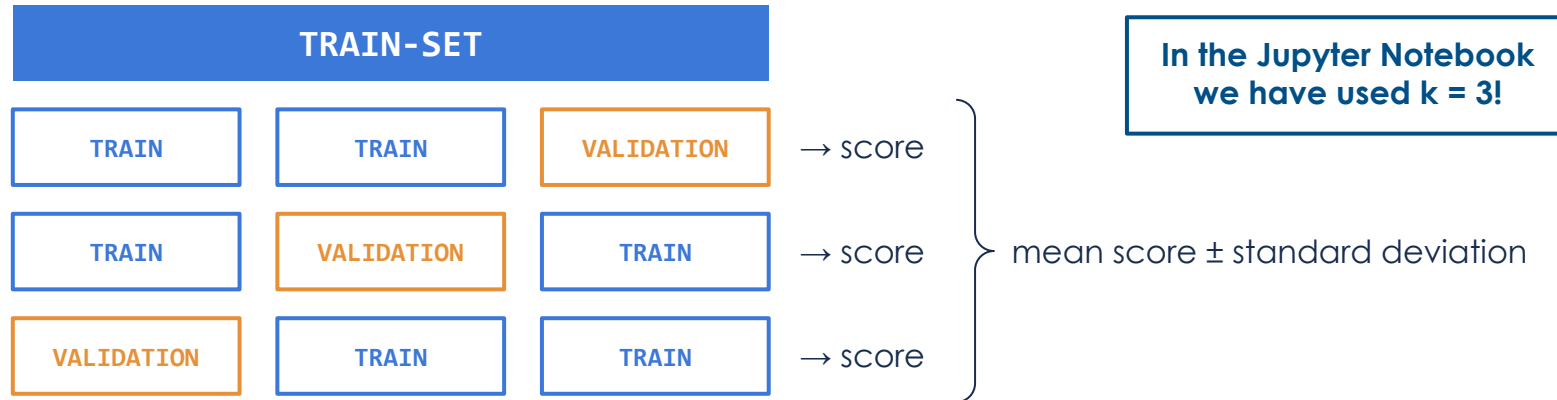 TRAIN-SET
In the Jupyter Notebook
we have used k = 3!
TRAIN TRAIN VALIDATION → score
TRAIN VALIDATION TRAIN → score
mean score ± standard deviation
VALIDATION TRAIN TRAIN → score